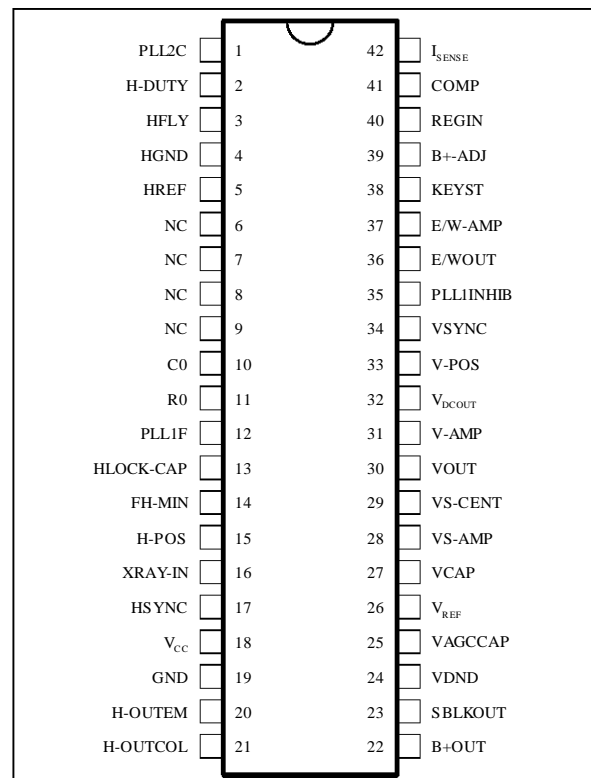 PLL2C 1 42 ISENSE
H-DUTY 2 41 COMP
HFLY 3 40 REGIN
HGND 4 39 B+-ADJ
HREF 5 38 KEYST
NC 6 37 E/W-AMP
NC 7 36 E/WOUT
NC 8 35 PLL1INHIB
NC 9 34 VSYNC
C0 10 33 V-POS
R0 11 32 VDCOUT
PLL1F 12 31 V-AMP
HLOCK-CAP 13 30 VOUT
FH-MIN 14 29 VS-CENT
H-POS 15 28 VS-AMP
XRAY-IN 16 27 VCAP
HSYNC 17 26 VREF
VCC 18 25 VAGCCAP
GND 19 24 VDND
H-OUTEM 20 23 SBLKOUT
H-OUTCOL 21 22 B+OUT